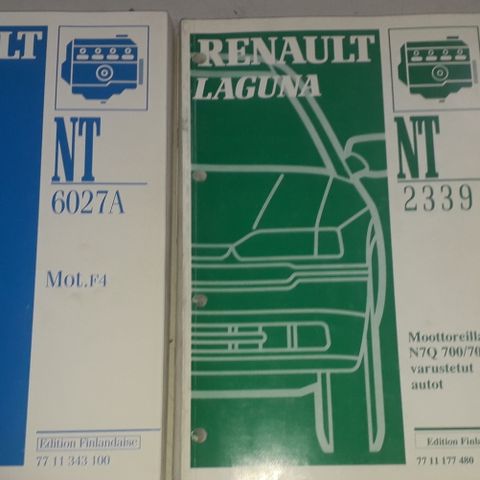 LT
NT
6027A
Mot.F4
Edition Finlandaise
77 11 343 100
RENAULT
LAGUNA
NT
2339
Moottoreilla
N7Q 700/70
varustetut
autot
Edition Finla
77 11 177 480